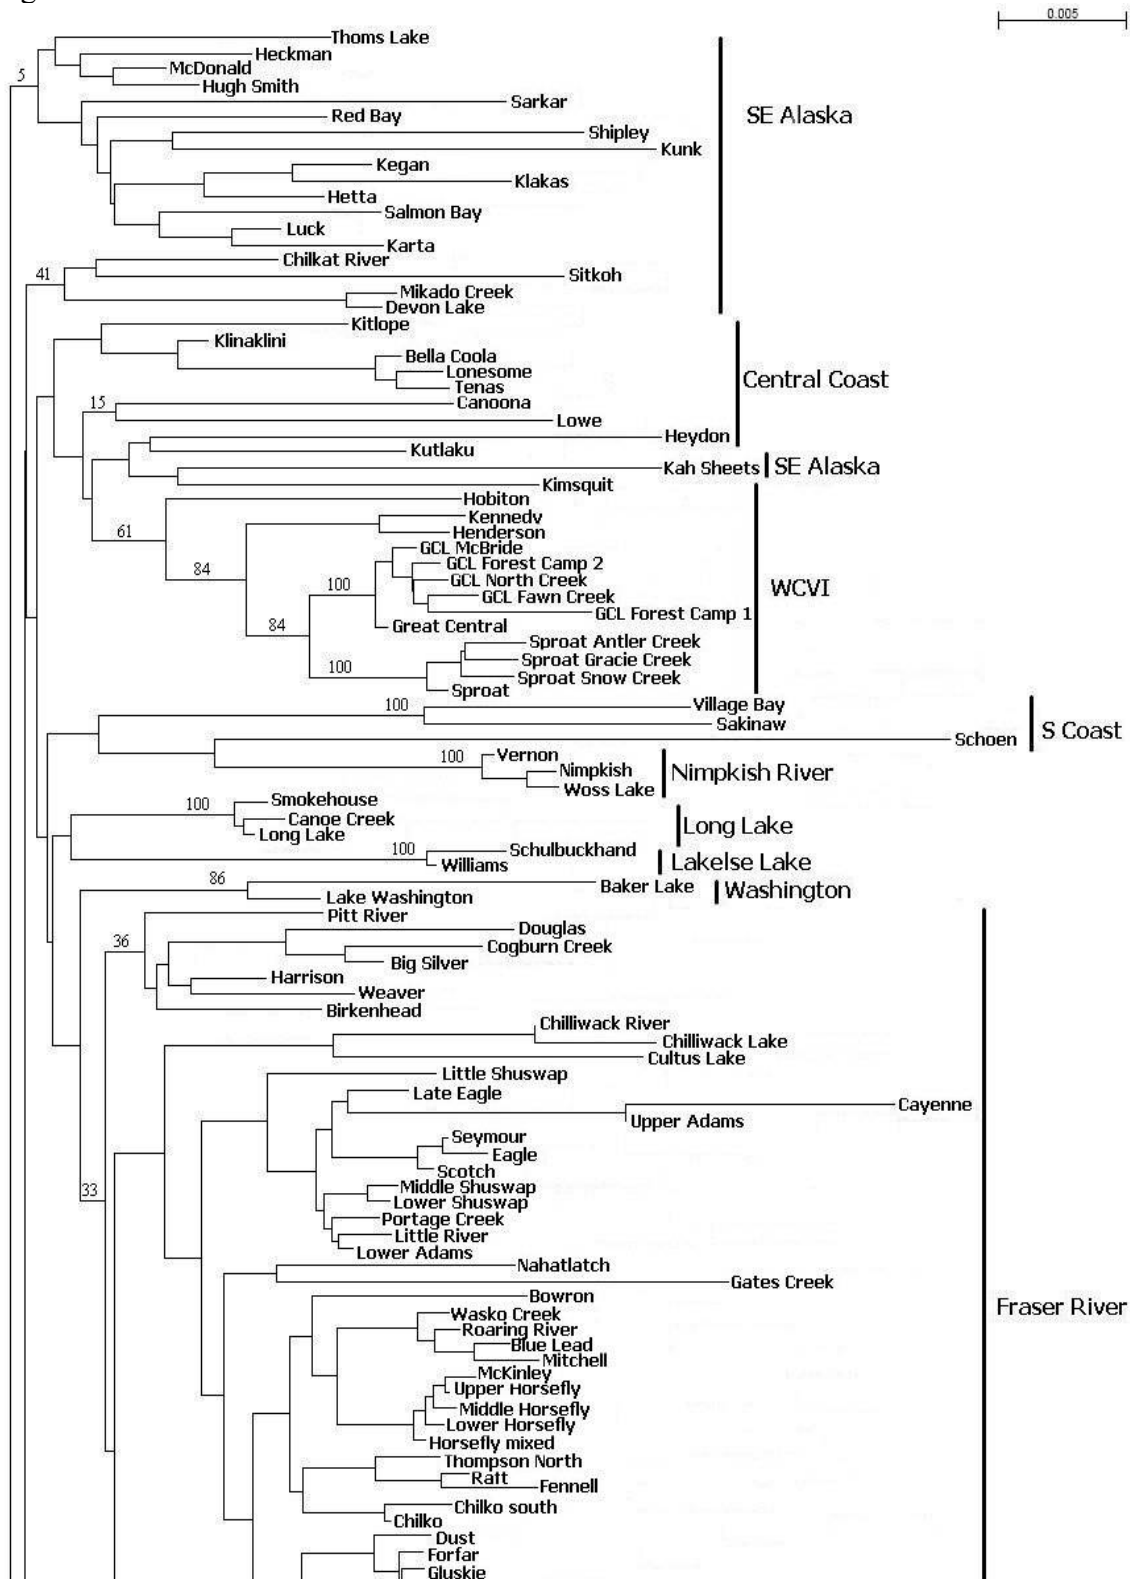 g
0.005
Thoms Lake
Heckman
McDonald
5
Hugh Smith
Sarkar
Red Bay
SE Alaska
Shipley
Kunk
Kegan
Klakas
Hetta
Salmon Bay
Luck
Karta
Chilkat River
41
Sitkoh
Mikado Creek
Devon Lake
Kitlope
Klinaklini
Bella Coola
Lonesome
Central Coast
Tenas
15
Canoona
Lowe
Heydon
Kutlaku
Kah Sheets
SE Alaska
Kimsquit
Hobiton
Kennedv
61
Henderson
GCL McBride
GCL Forest Camp 2
84
100
GCL North Creek
WCVI
GCL Fawn Creek
GCL Forest Camp 1
84
Great Central
Sproat Antler Creek
Sproat Gracie Creek
100
Sproat Snow Creek
Sproat
100
Village Bay
Sakinaw
S Coast
Schoen
100
Vernon
Nimpkish
Nimpkish River
Woss Lake
100
Smokehouse
Canoe Creek
Long Lake
Long Lake
100
Schulbuckhand
Williams
Lakelse Lake
86
Baker Lake
Washington
Lake Washington
Pitt River
Douglas
36
Cogburn Creek
Big Silver
Harrison
Weaver
Birkenhead
Chilliwack River
Chilliwack Lake
Cultus Lake
Little Shuswap
Late Eagle
Cayenne
Upper Adams
Seymour
Eagle
Scotch
33
Middle Shuswap
Lower Shuswap
Portage Creek
Little River
Lower Adams
Nahatlatch
Gates Creek
Bowron
Fraser River
Wasko Creek
Roaring River
Blue Lead
Mitchell
McKinley
Upper Horsefly
Middle Horsefly
Lower Horsefly
Horsefly mixed
Thompson North
Raft
Fennell
Chilko south
Chilko
Dust
Forfar
Gluskie